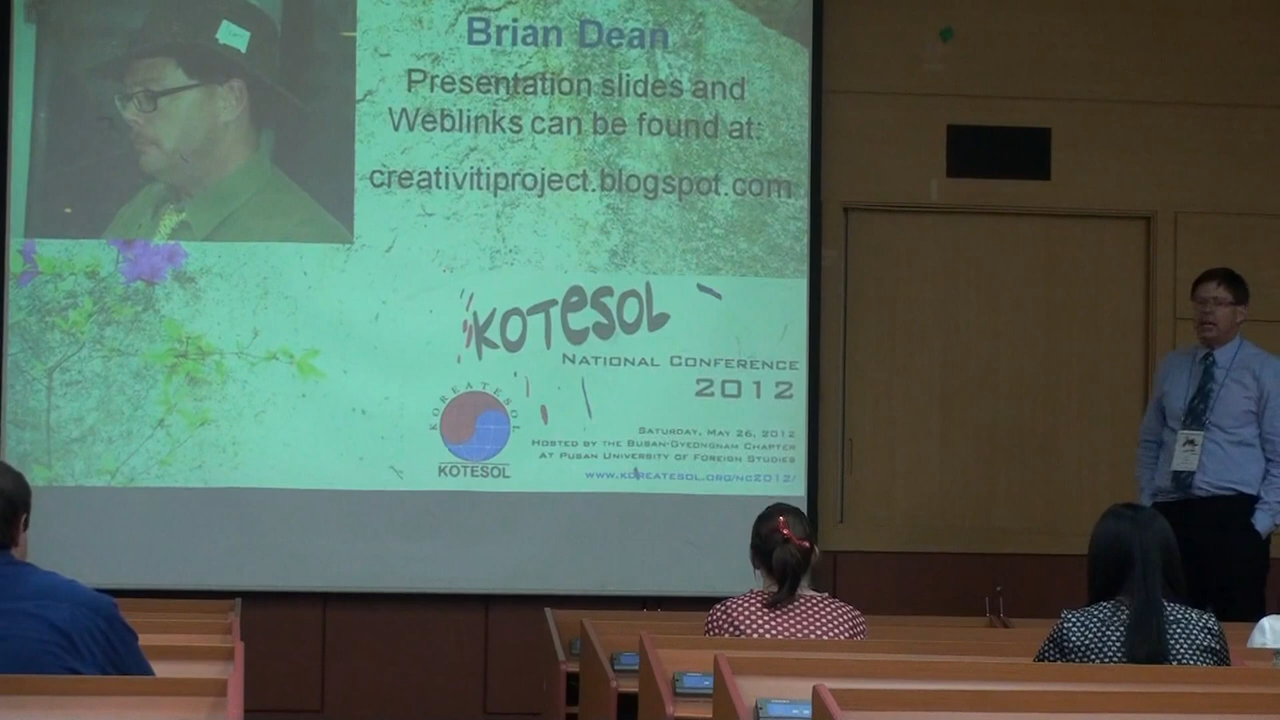 Brian Dean
Presentation slides and
Weblinks can be found at:
creativitiproject.blogspot.com
KOTESOL
NATIONAL CONFERENCE
2012
KOREATESOL
KOTESOL
SATURDAY, MAY 26, 2012
HOSTED BY THE BUSAN-GYEONGNAM CHAPTER
AT PUSAN UNIVERSITY OF FOREIGN STUDIES
WWW.KOREATESOL.ORG/NC2012/